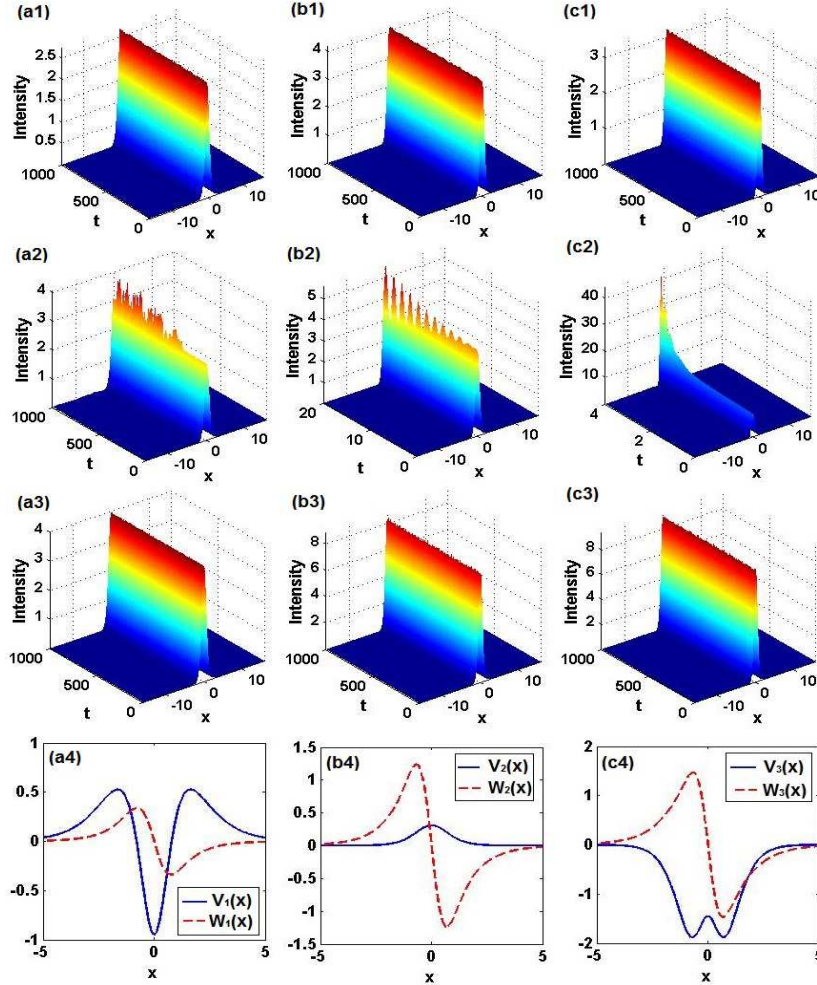 (a1) (b1) (c1)
2.5 4 3
2 3 2
1.5 2 1
1 1
0.5
Intensity Intensity Intensity
1000 500 0 1000 500 0 1000 500 0
t -10 0 10 x t -10 0 10 x t -10 0 10 x
(a2) (b2) (c2)
4 5 40
3 4 30
2 3 20
1 2 10
1
Intensity Intensity Intensity
1000 500 0 20 10 0 4 2 0
t -10 0 10 x t -10 0 10 x t -10 0 10 x
(a3) (b3) (c3)
4 8 8
3 6 6
2 4 4
1 2 2
Intensity Intensity Intensity
1000 500 0 1000 500 0 1000 500 0
t -10 0 10 x t -10 0 10 x t -10 0 10 x
(a4)
1
0.5
0
-0.5
-1
V₁(x)
W₁(x)
-5 0 5
x
(b4)
1.5
1
0.5
0
-0.5
-1
-1.5
V₂(x)
W₂(x)
-5 0 5
x
(c4)
2
1
0
-1
-2
V₃(x)
W₃(x)
-5 0 5
x